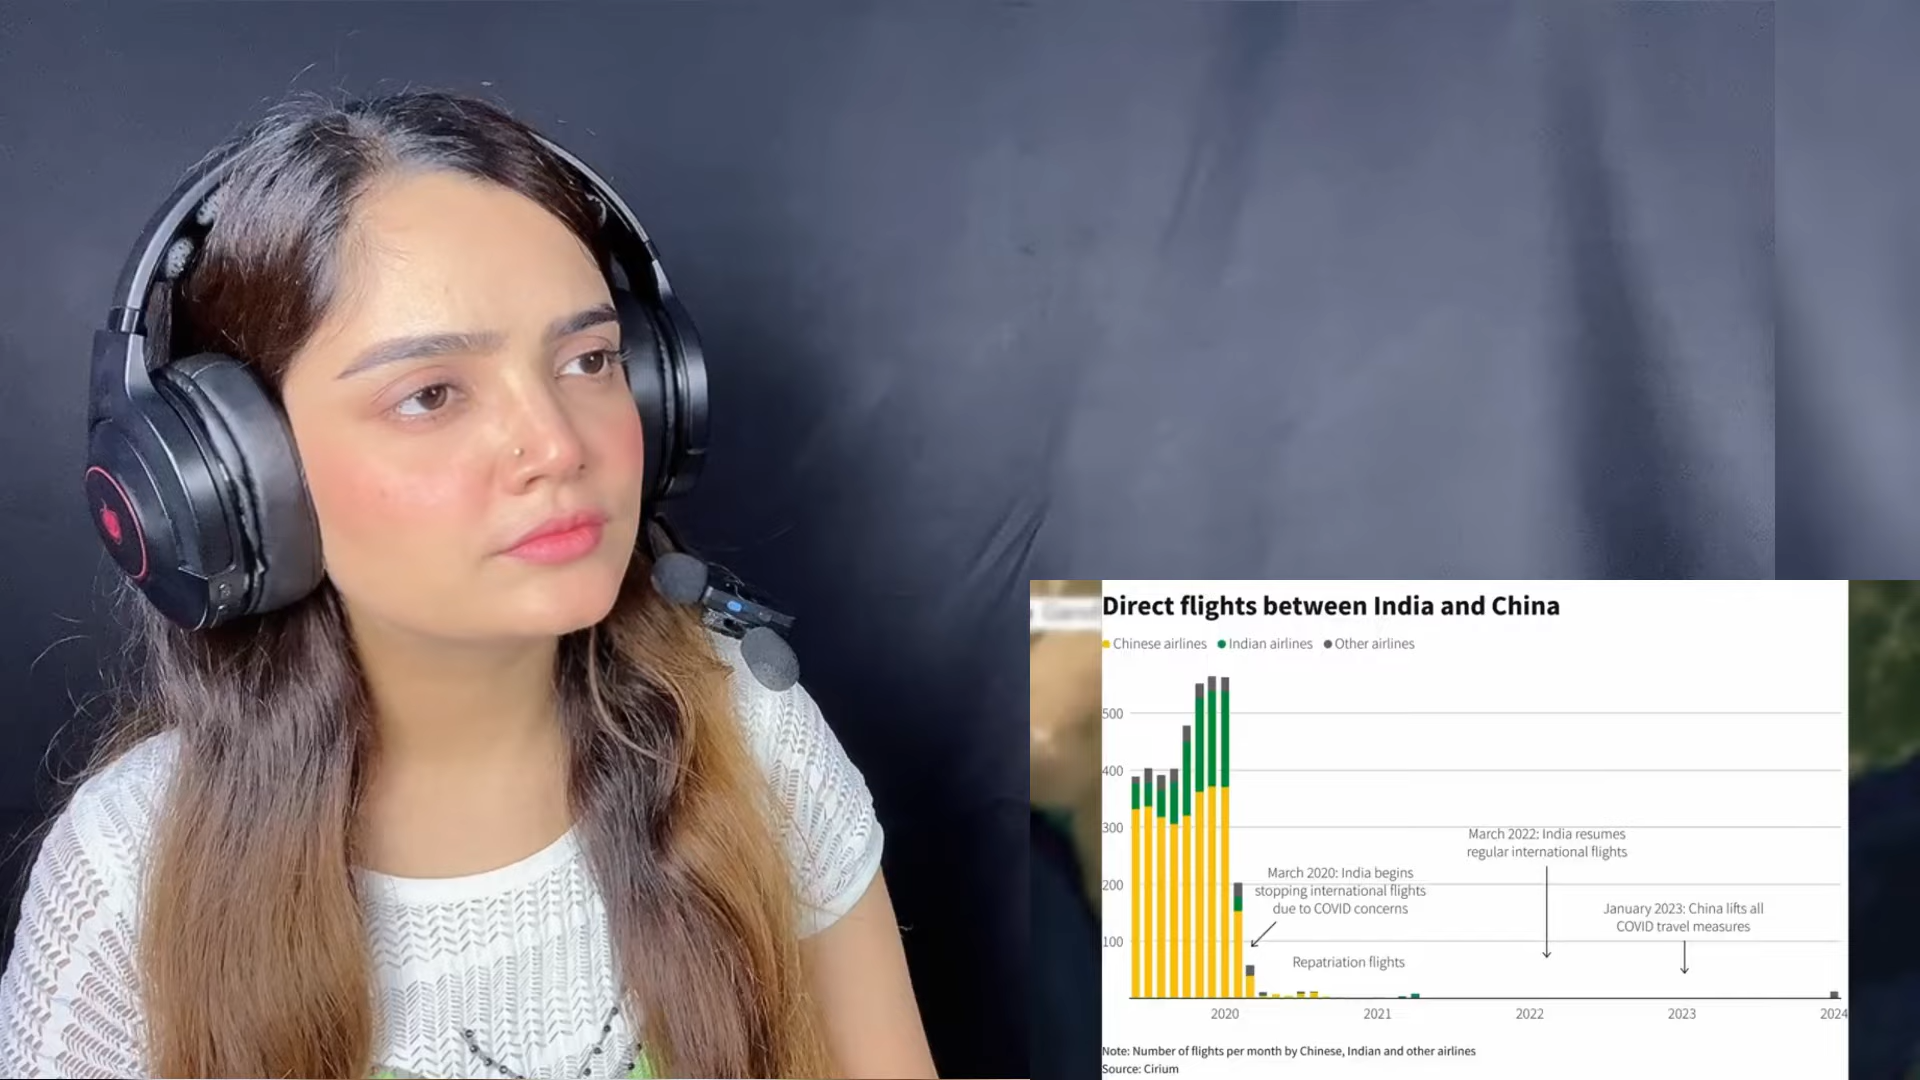 Direct flights between India and China
Chinese airlines Indian airlines Other airlines
500
400
300
March 2022: India resumes
regular international flights
March 2020: India begins
stopping international flights
due to COVID concerns
200
January 2023: China lifts all
COVID travel measures
100
Repatriation flights
2020 2021 2022 2023 2024
Note: Number of flights per month by Chinese, Indian and other airlines
Source: Cirium